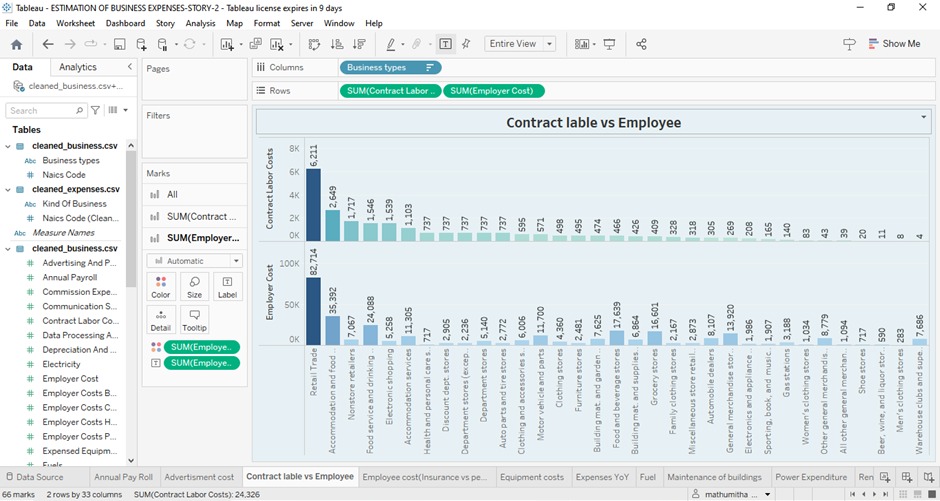 Tableau - ESTIMATION OF BUSINESS EXPENSES-STORY-2 - Tableau license expires in 9 days
File Data Worksheet Dashboard Story Analysis Map Format Server Window Help
Entire View Show Me
Data Analytics
cleaned_business.csv+...
Search
Tables
cleaned_business.csv
Abc Business types
# Naics Code
cleaned_expenses.csv
Abc Kind Of Business
# Naics Code (Clean...
Abc Measure Names
cleaned_business.csv
# Advertising And P...
# Annual Payroll
# Commission Expe...
# Communication S...
# Contract Labor Co...
# Data Processing A...
# Depreciation And ...
# Electricity
# Employer Cost
# Employer Costs B...
# Employer Costs C...
# Employer Costs H...
# Employer Costs P...
# Expensed Equipm...
# Fuels
Pages
Filters
Marks
All
SUM(Contract ...
SUM(Employer...
Automatic
Color Size Label
Detail Tooltip
SUM(Employe..
SUM(Employe..
Columns Business types
Rows SUM(Contract Labor .. SUM(Employer Cost)
Contract lable vs Employee
Contract Labor Costs
8K
6K
4K
2K
0K
6,211 2,649 1,717 1,546 1,539 1,103 737 737 737 737 737 595 571 498 495 474 466 426 409 328 318 305 269 208 165 140 83 43 39 20 11 8 4
Employer Cost
100K
50K
0K
82,714 35,392 7,067 24,088 5,258 11,305 717 2,905 2,236 5,140 2,772 6,006 11,700 4,360 2,481 7,625 17,639 6,864 16,601 2,167 2,873 8,107 13,920 1,986 1,907 3,188 1,034 8,779 1,094 717 590 283 7,686
Retail Trade
Accommodation and food ..
Nonstore retailers
Food service and drinking ..
Electronic shopping
Accommodation services
Health and personal care s..
Discount dept. stores
Department stores (excep..
Department stores
Auto parts and tire stores
Clothing and accessories s..
Motor vehicle and parts
Clothing stores
Furniture stores
Building mat. and garden ..
Food and beverage stores
Building mat. and supplies..
Grocery stores
Family clothing stores
Miscellaneous store retail..
Automobile dealers
General merchandise stor..
Electronics and appliance ..
Sporting, book, and music..
Gas stations
Women's clothing stores
Other general merchandis..
All other general merchan..
Shoe stores
Beer, wine, and liquor stor..
Men's clothing stores
Warehouse clubs and supe..
Data Source Annual Pay Roll Advertisment cost Contract lable vs Employee Employee cost(Insurance vs pe... Equipment costs Expenses YoY Fuel Maintenance of buildings Power Expenditure Ren
66 marks 2 rows by 33 columns SUM(Contract Labor Costs): 24,326 mathumitha ...